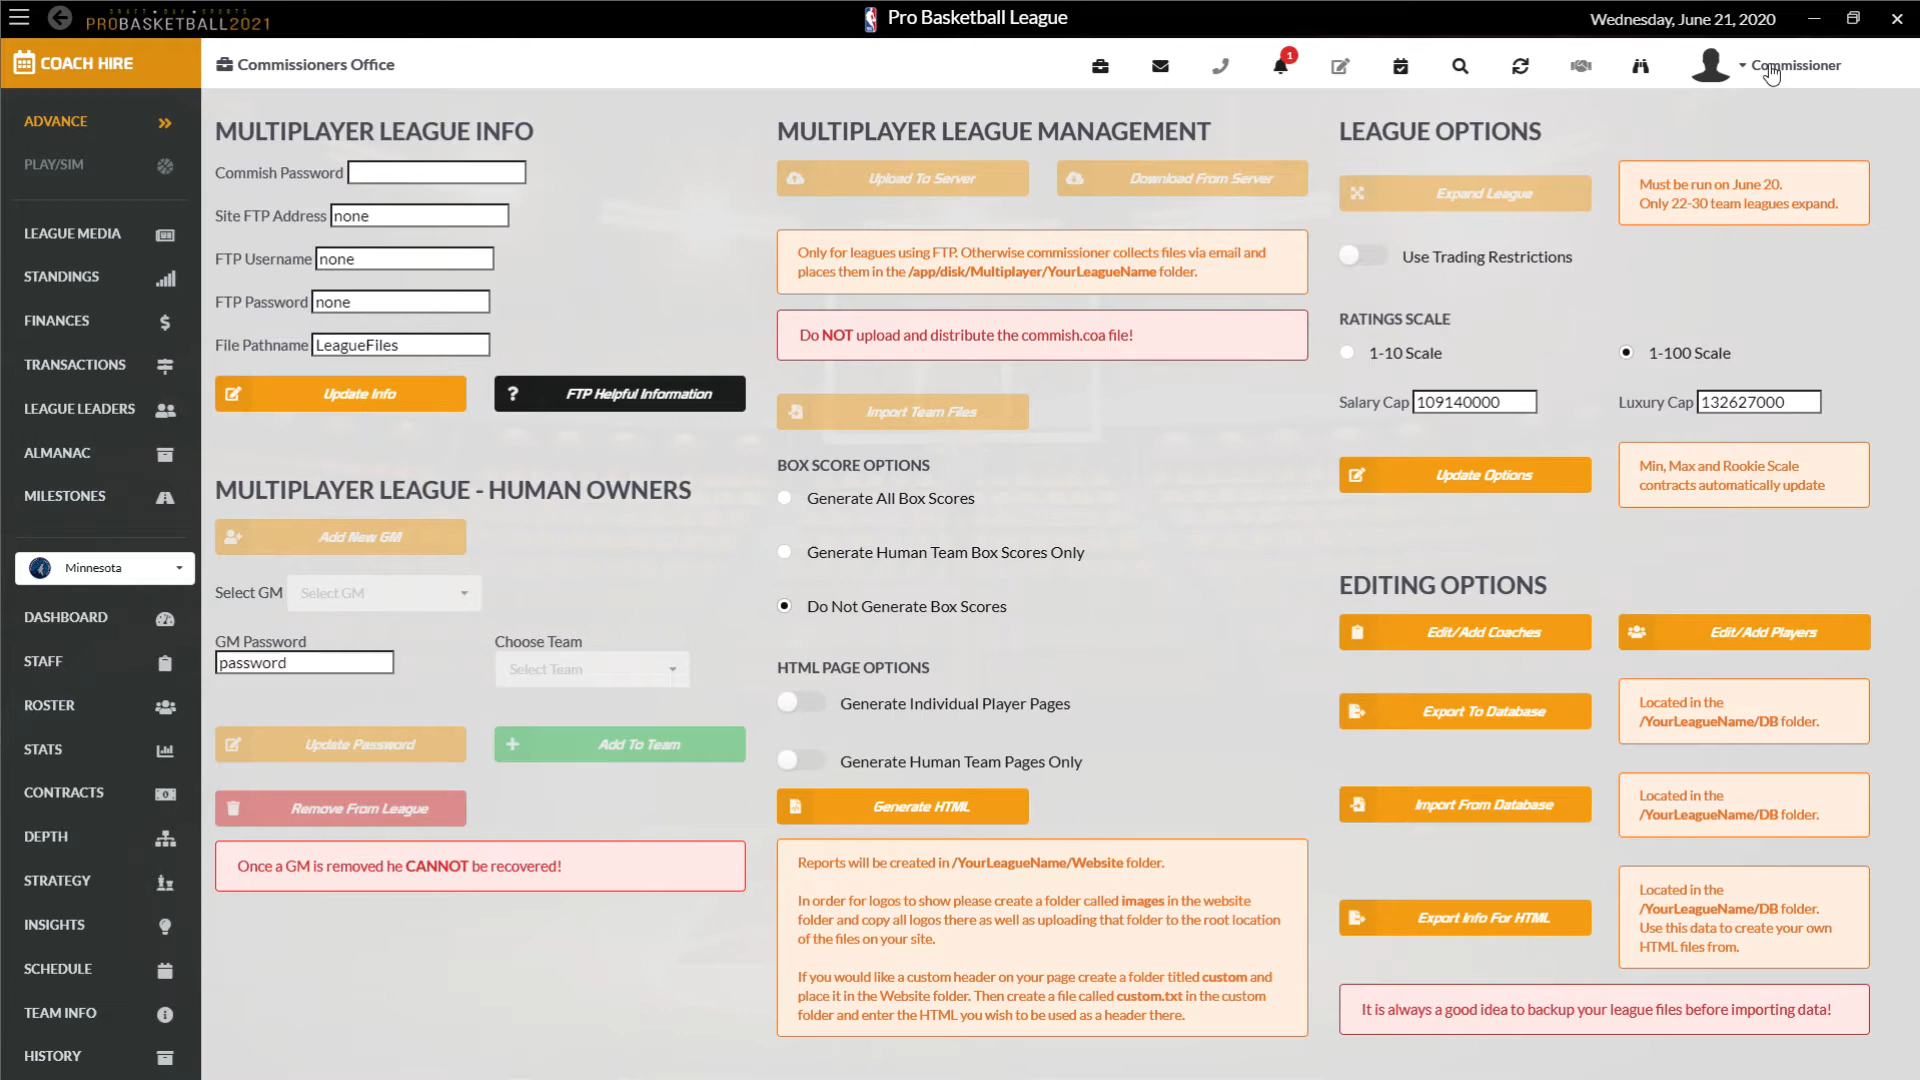 DRAFT DAY SPORTS
PROBASKETBALL2021
Pro Basketball League
Wednesday, June 21, 2020
COACH HIRE
Commissioners Office
1
Commissioner
ADVANCE
PLAY/SIM
LEAGUE MEDIA
STANDINGS
FINANCES
TRANSACTIONS
LEAGUE LEADERS
ALMANAC
MILESTONES
Minnesota
DASHBOARD
STAFF
ROSTER
STATS
CONTRACTS
DEPTH
STRATEGY
INSIGHTS
SCHEDULE
TEAM INFO
HISTORY
MULTIPLAYER LEAGUE INFO
Commish Password
Site FTP Address none
FTP Username none
FTP Password none
File Pathname LeagueFiles
Update Info
FTP Helpful Information
MULTIPLAYER LEAGUE - HUMAN OWNERS
Add New GM
Select GM Select GM
GM Password
password
Choose Team
Select Team
Update Password
Add To Team
Remove From League
Once a GM is removed he CANNOT be recovered!
MULTIPLAYER LEAGUE MANAGEMENT
Upload To Server
Download From Server
Only for leagues using FTP. Otherwise commissioner collects files via email and
places them in the /app/disk/Multiplayer/YourLeagueName folder.
Do NOT upload and distribute the commish.coa file!
Import Team Files
BOX SCORE OPTIONS
Generate All Box Scores
Generate Human Team Box Scores Only
Do Not Generate Box Scores
HTML PAGE OPTIONS
Generate Individual Player Pages
Generate Human Team Pages Only
Generate HTML
Reports will be created in /YourLeagueName/Website folder.
In order for logos to show please create a folder called images in the website
folder and copy all logos there as well as uploading that folder to the root location
of the files on your site.
If you would like a custom header on your page create a folder titled custom and
place it in the Website folder. Then create a file called custom.txt in the custom
folder and enter the HTML you wish to be used as a header there.
LEAGUE OPTIONS
Expand League
Must be run on June 20.
Only 22-30 team leagues expand.
Use Trading Restrictions
RATINGS SCALE
1-10 Scale
1-100 Scale
Salary Cap 109140000
Luxury Cap 132627000
Update Options
Min, Max and Rookie Scale
contracts automatically update
EDITING OPTIONS
Edit/Add Coaches
Edit/Add Players
Export To Database
Located in the
/YourLeagueName/DB folder.
Import From Database
Located in the
/YourLeagueName/DB folder.
Export Info For HTML
Located in the
/YourLeagueName/DB folder.
Use this data to create your own
HTML files from.
It is always a good idea to backup your league files before importing data!